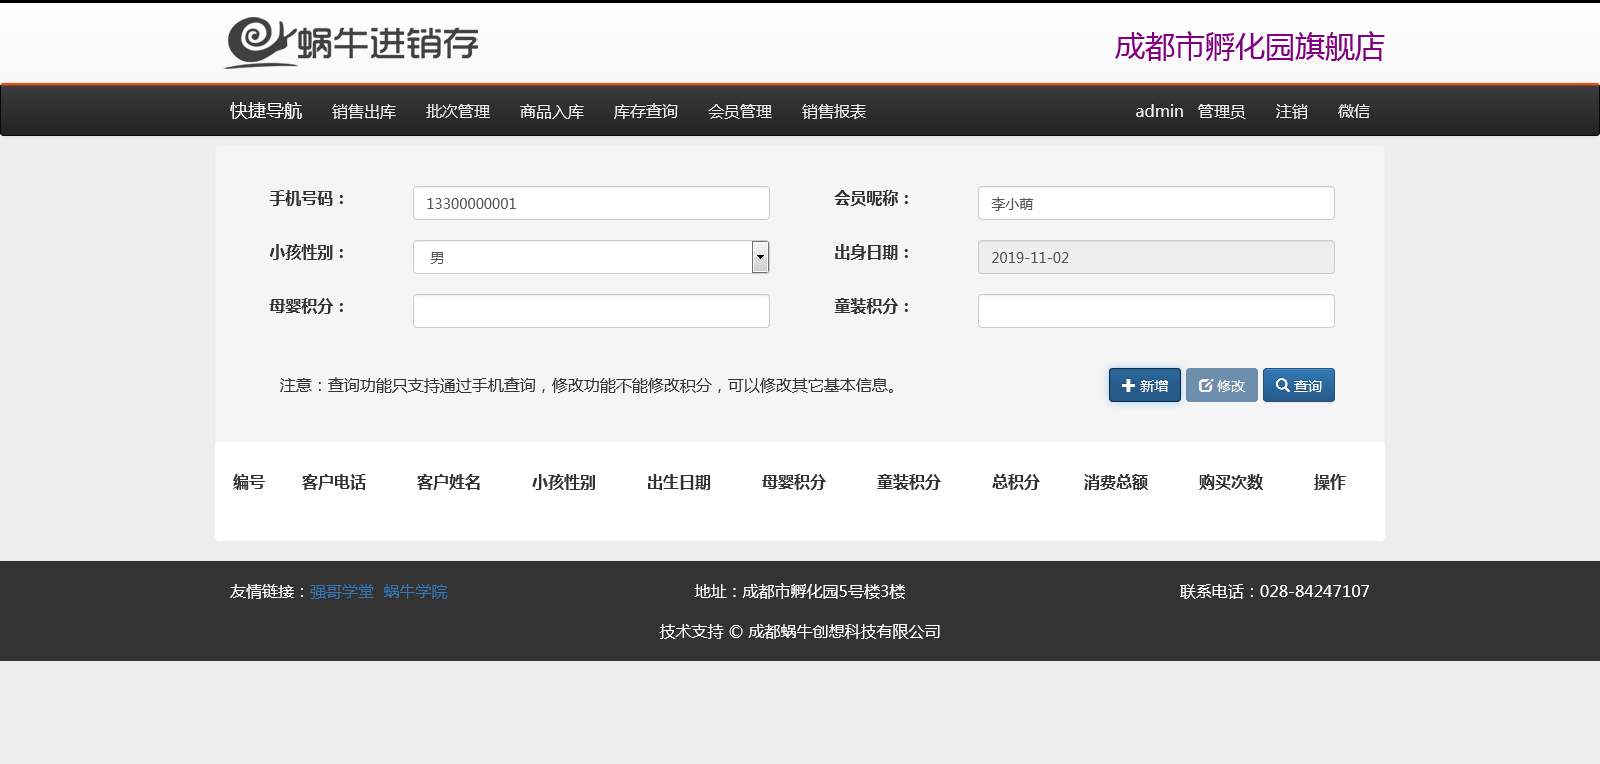 蜗牛进销存
成都市孵化园旗舰店
快捷导航 销售出库 批次管理 商品入库 库存查询 会员管理 销售报表 admin 管理员 注销 微信
手机号码： 13300000001 会员昵称： 李小萌
小孩性别： 男 出身日期： 2019-11-02
母婴积分： 童装积分：
注意：查询功能只支持通过手机查询，修改功能不能修改积分，可以修改其它基本信息。 新增 修改 查询
编号 客户电话 客户姓名 小孩性别 出生日期 母婴积分 童装积分 总积分 消费总额 购买次数 操作
友情链接：强哥学堂 蜗牛学院 地址：成都市孵化园5号楼3楼 联系电话：028-84247107
技术支持 © 成都蜗牛创想科技有限公司